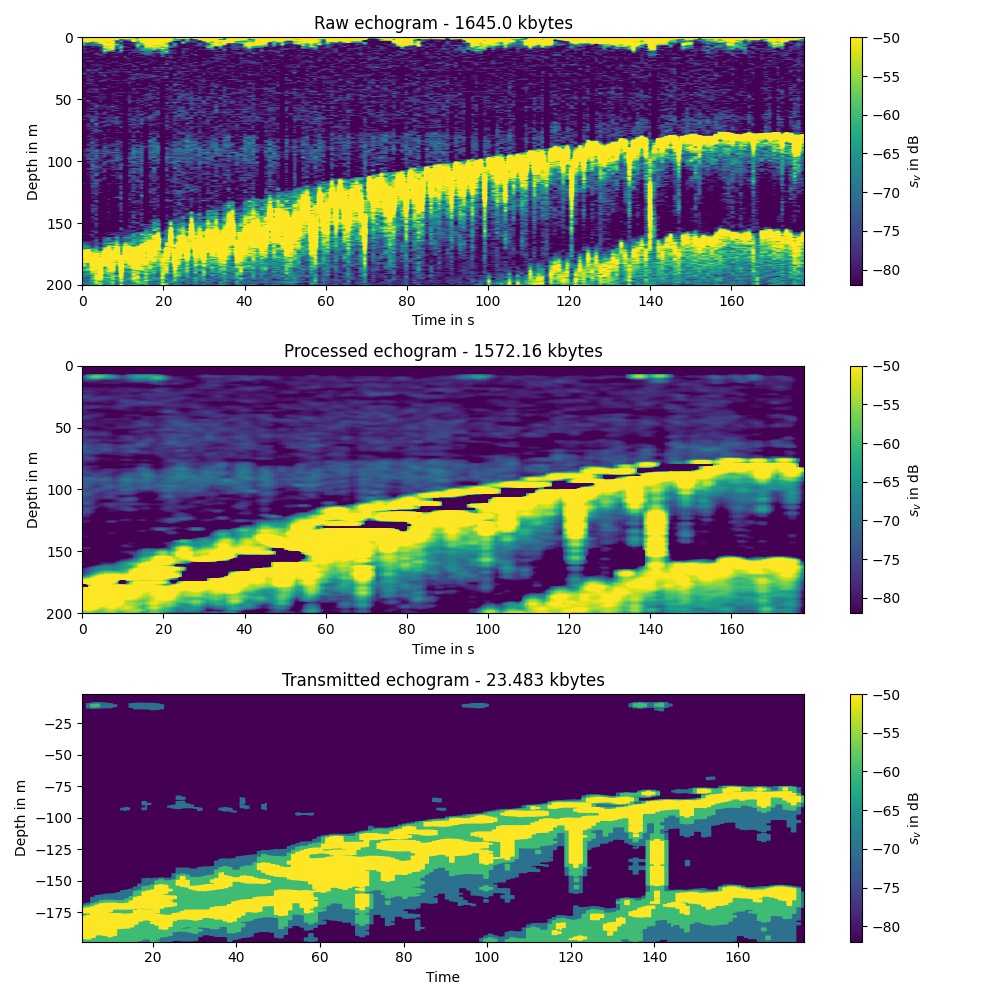 Raw echogram - 1645.0 kbytes
0
50
100
150
200
Depth in m
0 20 40 60 80 100 120 140 160
Time in s
−50
−55
−60
−65
−70
−75
−80
sv in dB
Processed echogram - 1572.16 kbytes
0
50
100
150
200
Depth in m
0 20 40 60 80 100 120 140 160
Time in s
−50
−55
−60
−65
−70
−75
−80
sv in dB
Transmitted echogram - 23.483 kbytes
−25
−50
−75
−100
−125
−150
−175
Depth in m
20 40 60 80 100 120 140 160
Time
−50
−55
−60
−65
−70
−75
−80
sv in dB